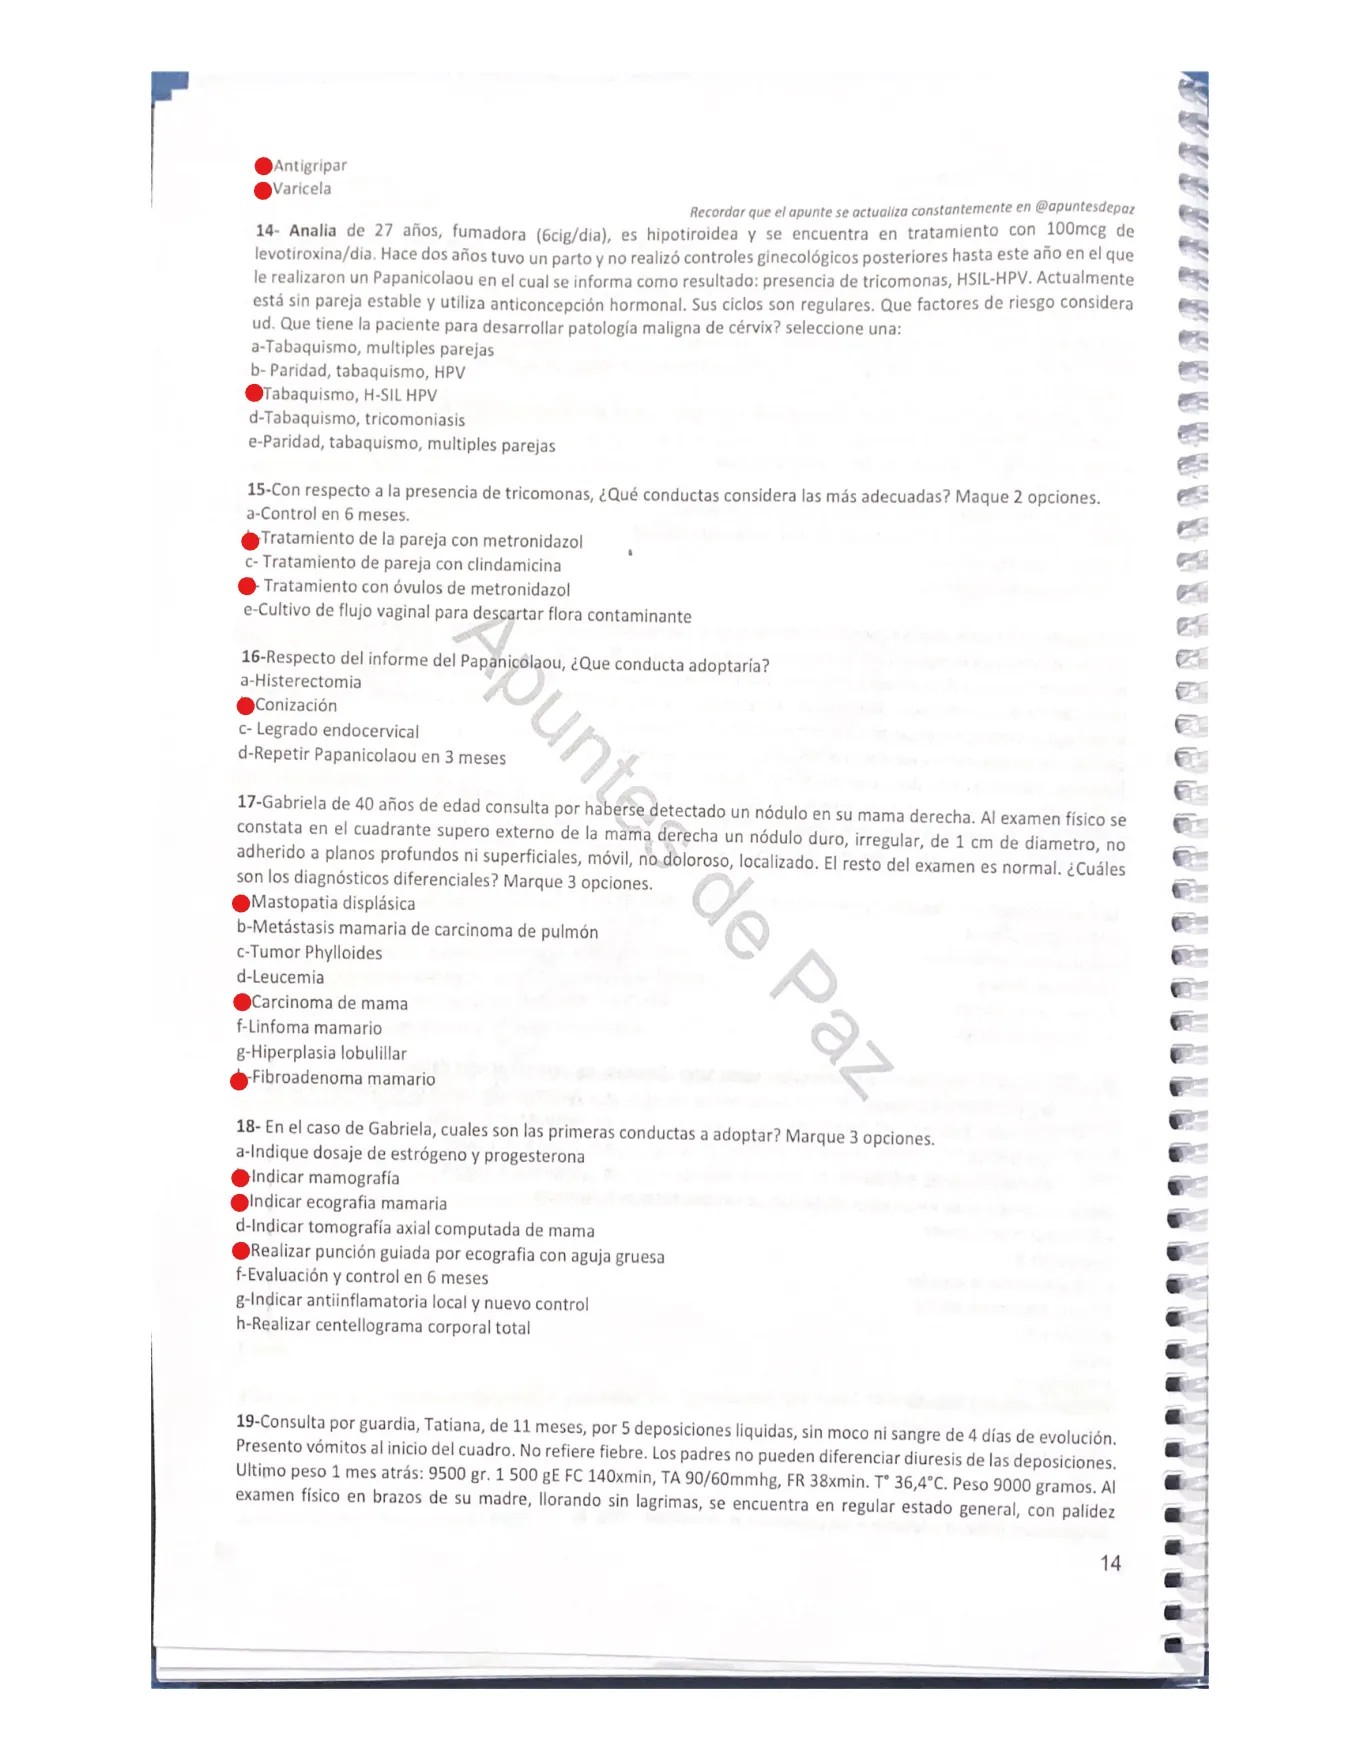 Antigripar
Varicela
Recordar que el apunte se actualiza constantemente en @apuntesdepaz
14- Analia de 27 años, fumadora (6cig/dia), es hipotiroidea y se encuentra en tratamiento con 100mcg de
levotiroxina/dia. Hace dos años tuvo un parto y no realizó controles ginecológicos posteriores hasta este año en el que
le realizaron un Papanicolaou en el cual se informa como resultado: presencia de tricomonas, HSIL-HPV. Actualmente
está sin pareja estable y utiliza anticoncepción hormonal. Sus ciclos son regulares. Que factores de riesgo considera
ud. Que tiene la paciente para desarrollar patología maligna de cérvix? seleccione una:
a-Tabaquismo, multiples parejas
b- Paridad, tabaquismo, HPV
Tabaquismo, H-SIL HPV
d-Tabaquismo, tricomoniasis
e-Paridad, tabaquismo, multiples parejas
15-Con respecto a la presencia de tricomonas, ¿Qué conductas considera las más adecuadas? Maque 2 opciones.
a-Control en 6 meses.
Tratamiento de la pareja con metronidazol
c- Tratamiento de pareja con clindamicina
- Tratamiento con óvulos de metronidazol
e-Cultivo de flujo vaginal para descartar flora contaminante
16-Respecto del informe del Papanicolaou, ¿Que conducta adoptaría?
a-Histerectomia
Conización
c- Legrado endocervical
d-Repetir Papanicolaou en 3 meses
17-Gabriela de 40 años de edad consulta por haberse detectado un nódulo en su mama derecha. Al examen físico se
constata en el cuadrante supero externo de la mama derecha un nódulo duro, irregular, de 1 cm de diametro, no
adherido a planos profundos ni superficiales, móvil, no doloroso, localizado. El resto del examen es normal. ¿Cuáles
son los diagnósticos diferenciales? Marque 3 opciones.
Mastopatia displásica
b-Metástasis mamaria de carcinoma de pulmón
c-Tumor Phylloides
d-Leucemia
Carcinoma de mama
f-Linfoma mamario
g-Hiperplasia lobulillar
-Fibroadenoma mamario
18- En el caso de Gabriela, cuales son las primeras conductas a adoptar? Marque 3 opciones.
a-Indique dosaje de estrógeno y progesterona
Indicar mamografía
Indicar ecografia mamaria
d-Indicar tomografía axial computada de mama
Realizar punción guiada por ecografia con aguja gruesa
f-Evaluación y control en 6 meses
g-Indicar antiinflamatoria local y nuevo control
h-Realizar centellograma corporal total
19-Consulta por guardia, Tatiana, de 11 meses, por 5 deposiciones liquidas, sin moco ni sangre de 4 días de evolución.
Presento vómitos al inicio del cuadro. No refiere fiebre. Los padres no pueden diferenciar diuresis de las deposiciones.
Ultimo peso 1 mes atrás: 9500 gr. 1 500 gE FC 140xmin, TA 90/60mmhg, FR 38xmin. T° 36,4°C. Peso 9000 gramos. Al
examen físico en brazos de su madre, llorando sin lagrimas, se encuentra en regular estado general, con palidez
14
Apuntes de Paz